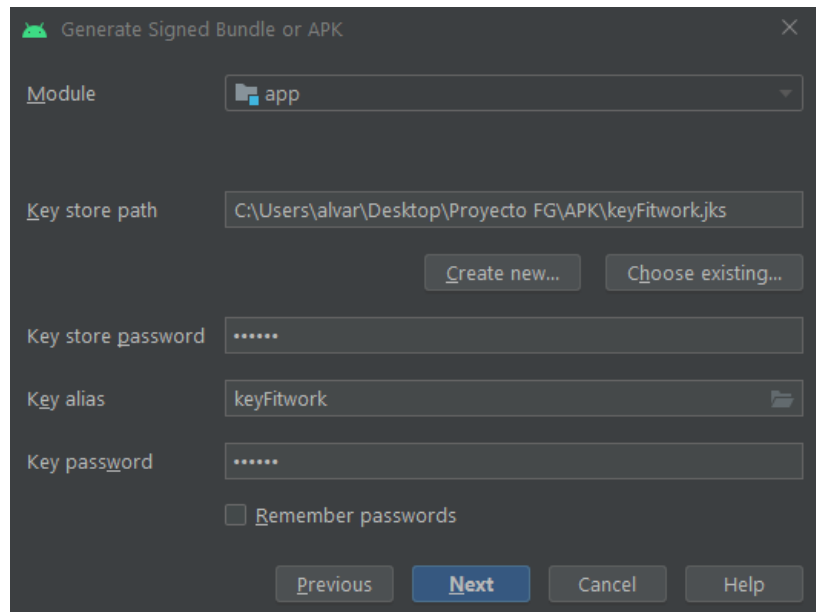 Generate Signed Bundle or APK
Module app
Key store path C:\Users\alvar\Desktop\Proyecto FG\APK\keyFitwork.jks
Create new... Choose existing...
Key store password ••••••
Key alias keyFitwork
Key password ••••••
Remember passwords
Previous Next Cancel Help